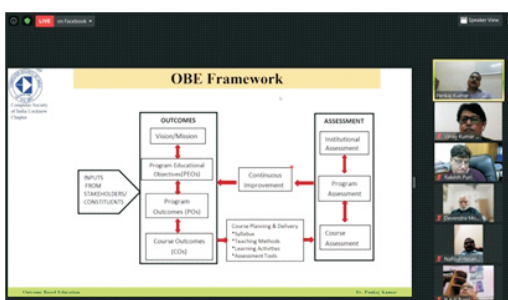 LIVE on Facebook
Speaker View
OBE Framework
Computer Society
of India Lucknow
Chapter
OUTCOMES
Vision/Mission
Program Educational
Objectives(PEOs)
Program
Outcomes (POs)
Course Outcomes
(COs)
INPUTS
FROM
STAKEHOLDERS/
CONSTITUENTS
Continuous
Improvement
Course Planning & Delivery
*Syllabus
*Teaching Methods
*Learning Activities
*Assessment Tools
ASSESSMENT
Institutional
Assessment
Program
Assessment
Course
Assessment
Pankaj Kumar
Vinay Kumar
Rakesh Puri
Devendra Mo...
Outcome Based Education
Dr. Pankaj Kumar